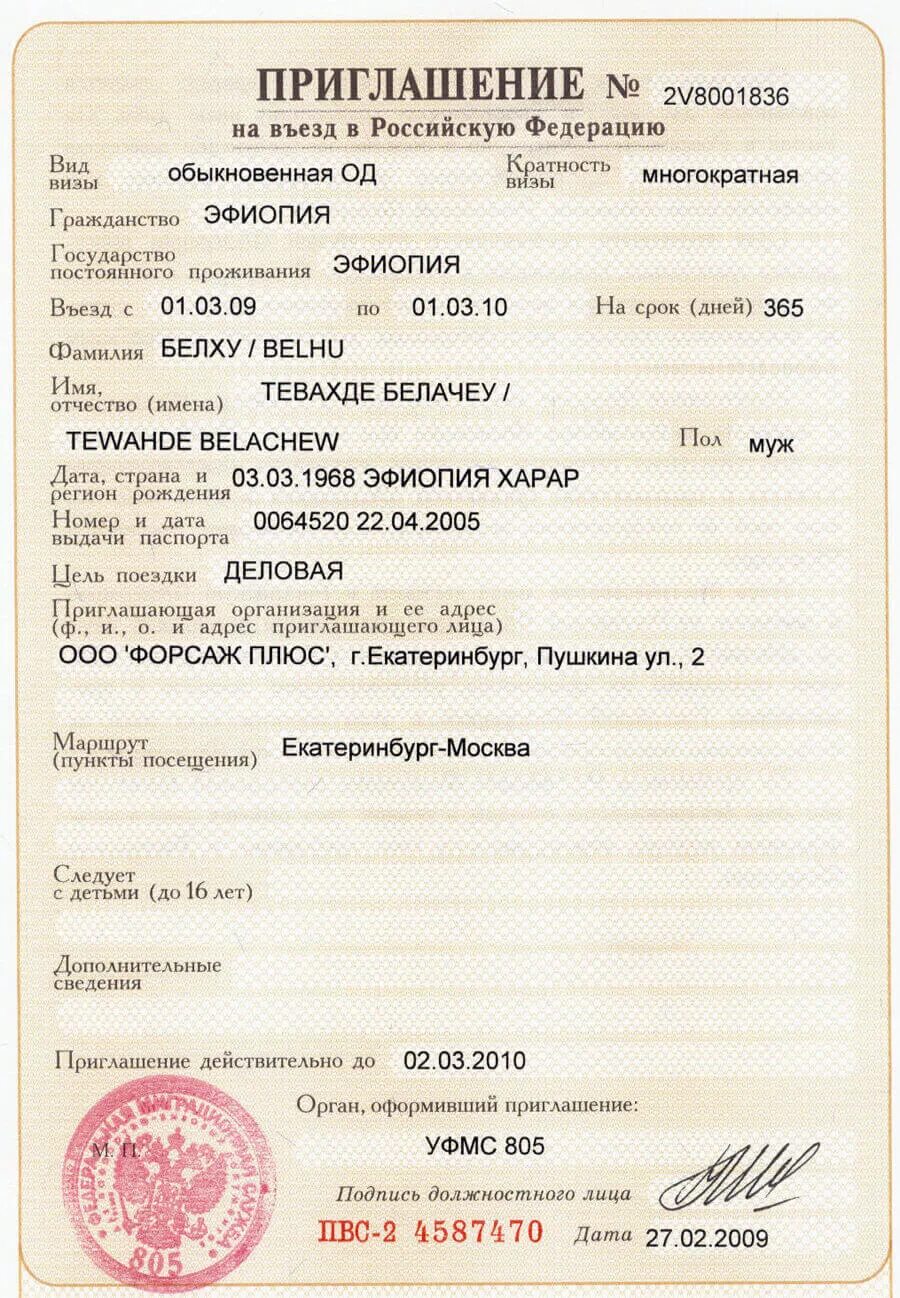 ПРИГЛАШЕНИЕ № 2V8001836
на въезд в Российскую Федерацию
Вид визы обыкновенная ОД Кратность визы многократная
Гражданство ЭФИОПИЯ
Государство постоянного проживания ЭФИОПИЯ
Въезд с 01.03.09 по 01.03.10 На срок (дней) 365
Фамилия БЕЛХУ / BELHU
Имя, отчество (имена) ТЕВАХДЕ БЕЛАЧЕУ /
TEWAHDE BELACHEW Пол муж
Дата, страна и регион рождения 03.03.1968 ЭФИОПИЯ ХАРАР
Номер и дата выдачи паспорта 0064520 22.04.2005
Цель поездки ДЕЛОВАЯ
Приглашающая организация и ее адрес
(ф., и., о. и адрес приглашающего лица)
ООО 'ФОРСАЖ ПЛЮС', г.Екатеринбург, Пушкина ул., 2
Маршрут (пункты посещения) Екатеринбург-Москва
Следует
с детьми (до 16 лет)
Дополнительные
сведения
Приглашение действительно до 02.03.2010
Орган, оформивший приглашение:
М. П. УФМС 805
Подпись должностного лица
ПВС-2 4587470 Дата 27.02.2009
ФЕДЕРАЛЬНАЯ МИГРАЦИОННАЯ СЛУЖБА
805